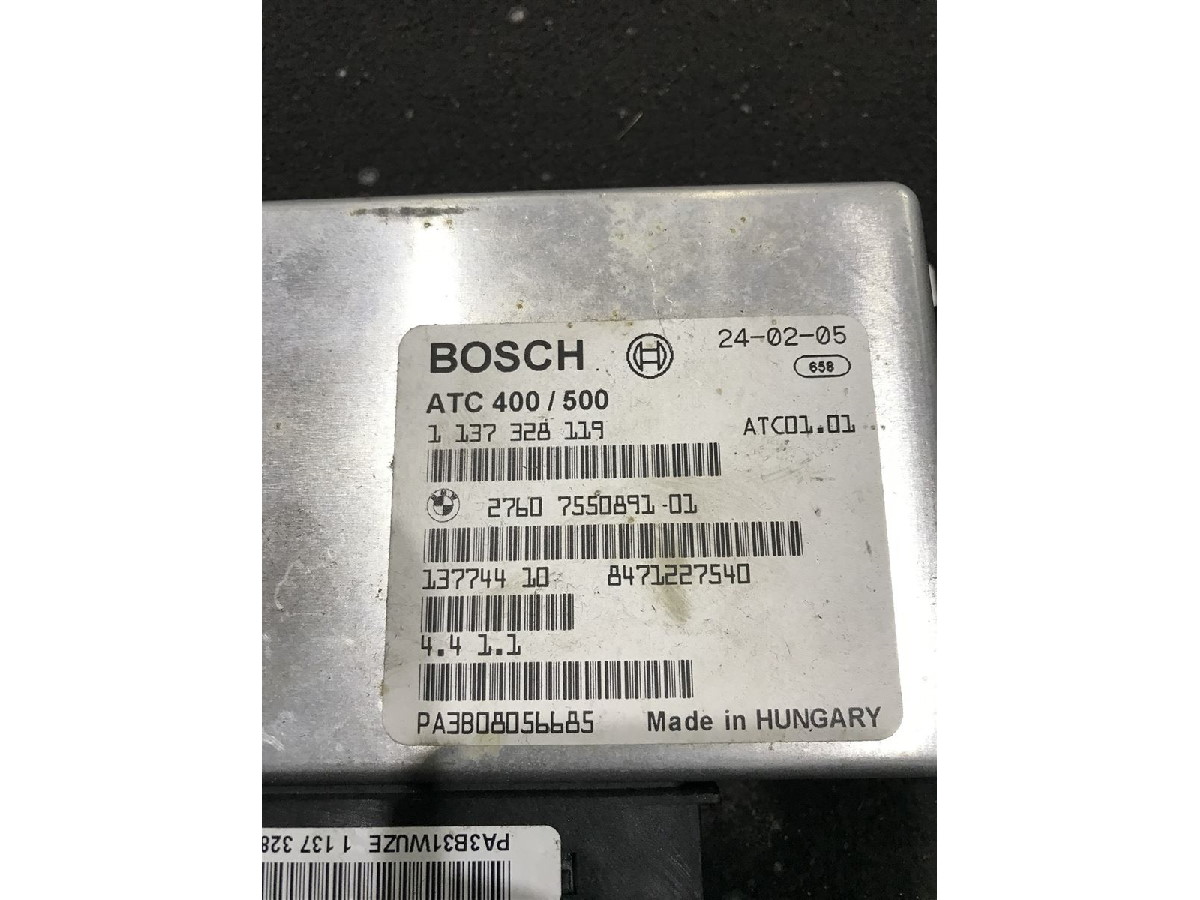 BOSCH 24-02-05
658
ATC 400 / 500
1 137 328 119 ATC01.01
2760 7550891-01
137744 10 8471227540
4.4 1.1
PA3B08056685 Made in HUNGARY
PA3B31WUZE 1 137 328